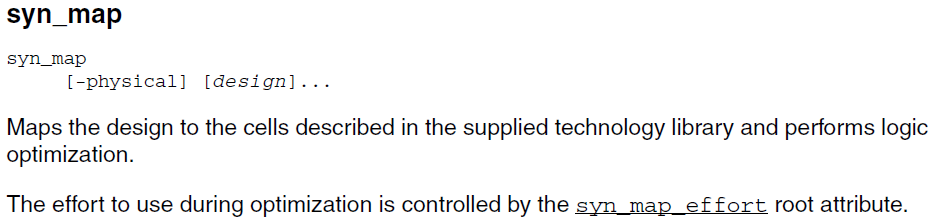 syn_map
syn_map
[-physical] [design]...
Maps the design to the cells described in the supplied technology library and performs logic
optimization.
The effort to use during optimization is controlled by the syn_map_effort root attribute.